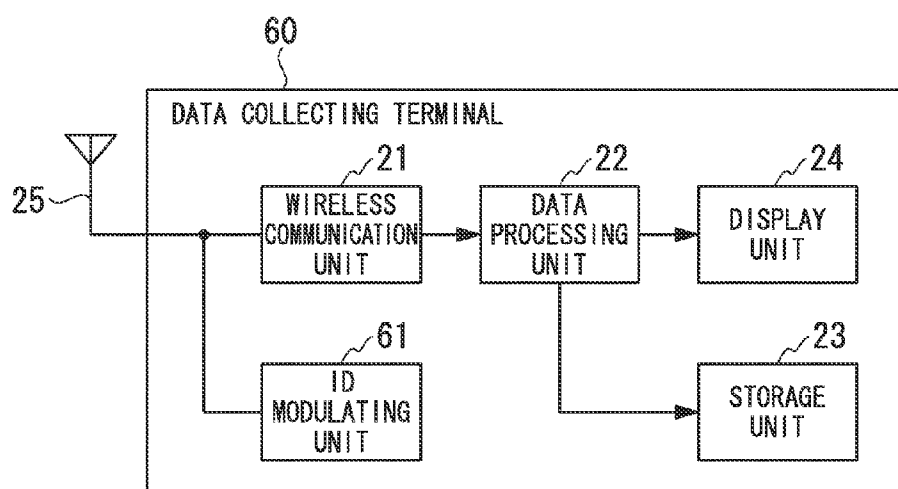 60
DATA COLLECTING TERMINAL
25
21
WIRELESS
COMMUNICATION
UNIT
22
DATA
PROCESSING
UNIT
24
DISPLAY
UNIT
61
ID
MODULATING
UNIT
23
STORAGE
UNIT